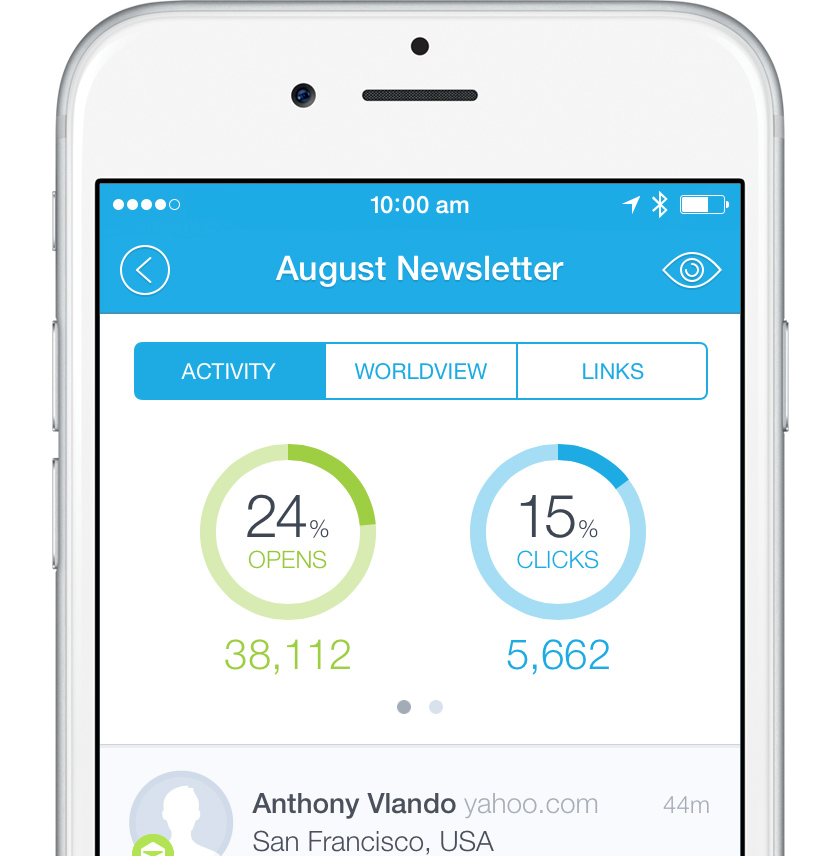 10:00 am
August Newsletter
ACTIVITY WORLDVIEW LINKS
24% 15%
OPENS CLICKS
38,112 5,662
Anthony Vlando yahoo.com 44m
San Francisco, USA